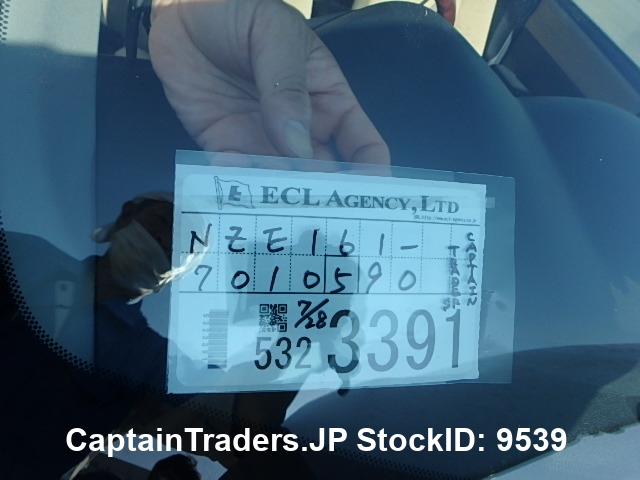 E ECL AGENCY, LTD
NZE161-
7010590
CAPTAIN
TRADERS
7/28
532 3391
CaptainTraders.JP StockID: 9539